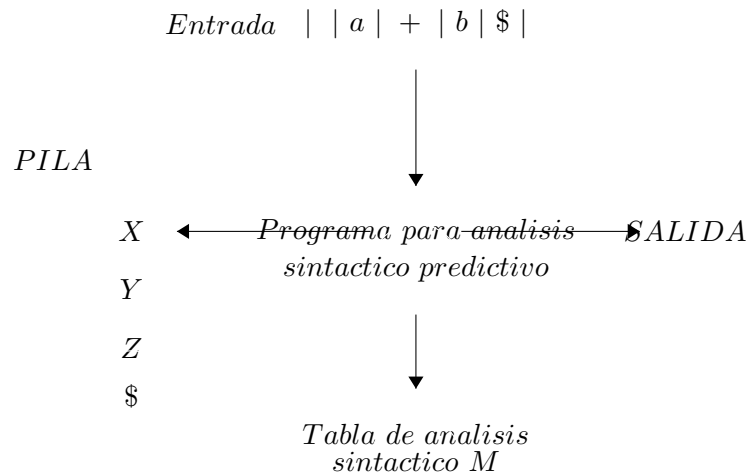 Entrada | | a | + | b | $ |
PILA
X Programa para analisis SALIDA
sintactico predictivo
Y
Z
$
Tabla de analisis
sintactico M